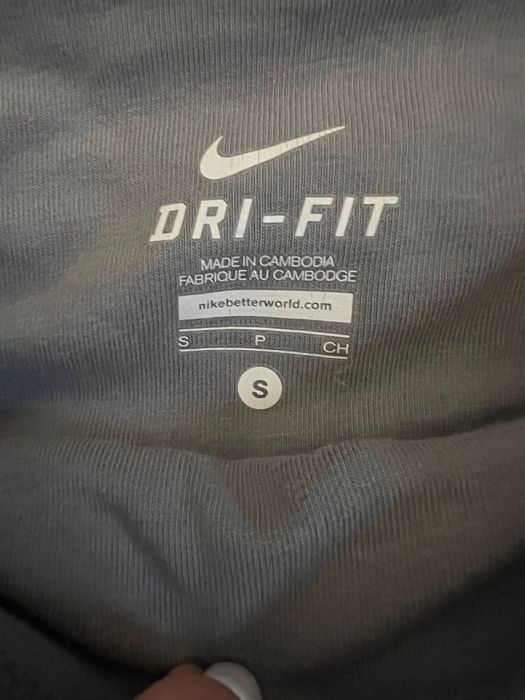 DRI-FIT
MADE IN CAMBODIA
FABRIQUE AU CAMBODGE
nikebetterworld.com
S P CH
S